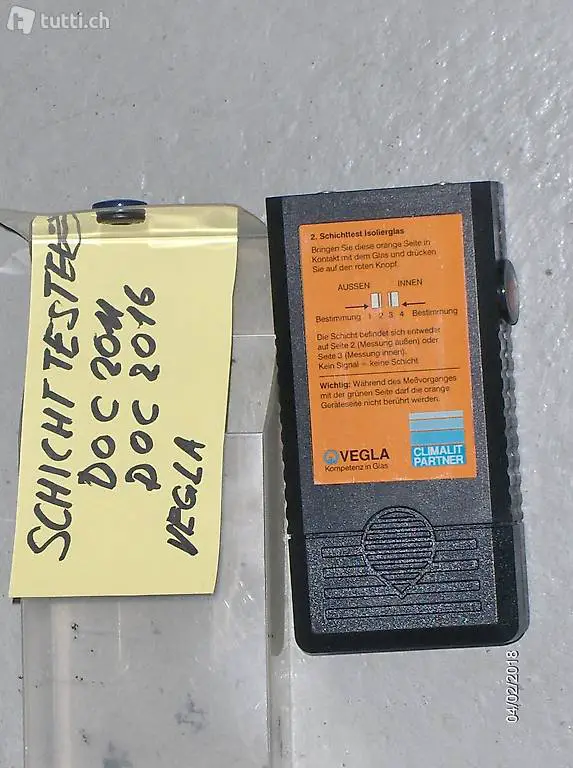 tutti.ch
SCHICHTTESTER
DOC 2011
DOC 2016
VEGLA
2. Schichttest Isolierglas
Bringen Sie diese orange Seite in
Kontakt mit dem Glas und drücken
Sie auf den roten Knopf.
AUSSEN INNEN
Bestimmung 1 2 3 4 Bestimmung
Die Schicht befindet sich entweder
auf Seite 2 (Messung außen) oder
Seite 3 (Messung innen).
Kein Signal = keine Schicht
Wichtig: Während des Meßvorganges
mit der grünen Seite darf die orange
Geräteseite nicht berührt werden.
VEGLA
Kompetenz in Glas
CLIMALIT
PARTNER
04/02/2018